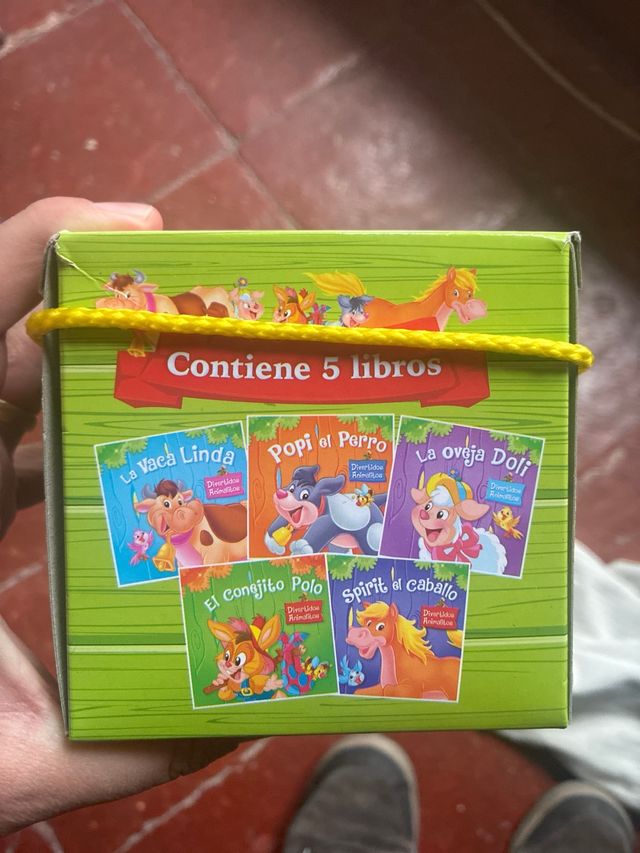 Contiene 5 libros
La Vaca Linda
Divertidos
Animalitos
Popi el Perro
Divertidos
Animalitos
La oveja Doli
Divertidos
Animalitos
El Conejito Polo
Divertidos
Animalitos
Spirit el Caballo
Divertidos
Animalitos